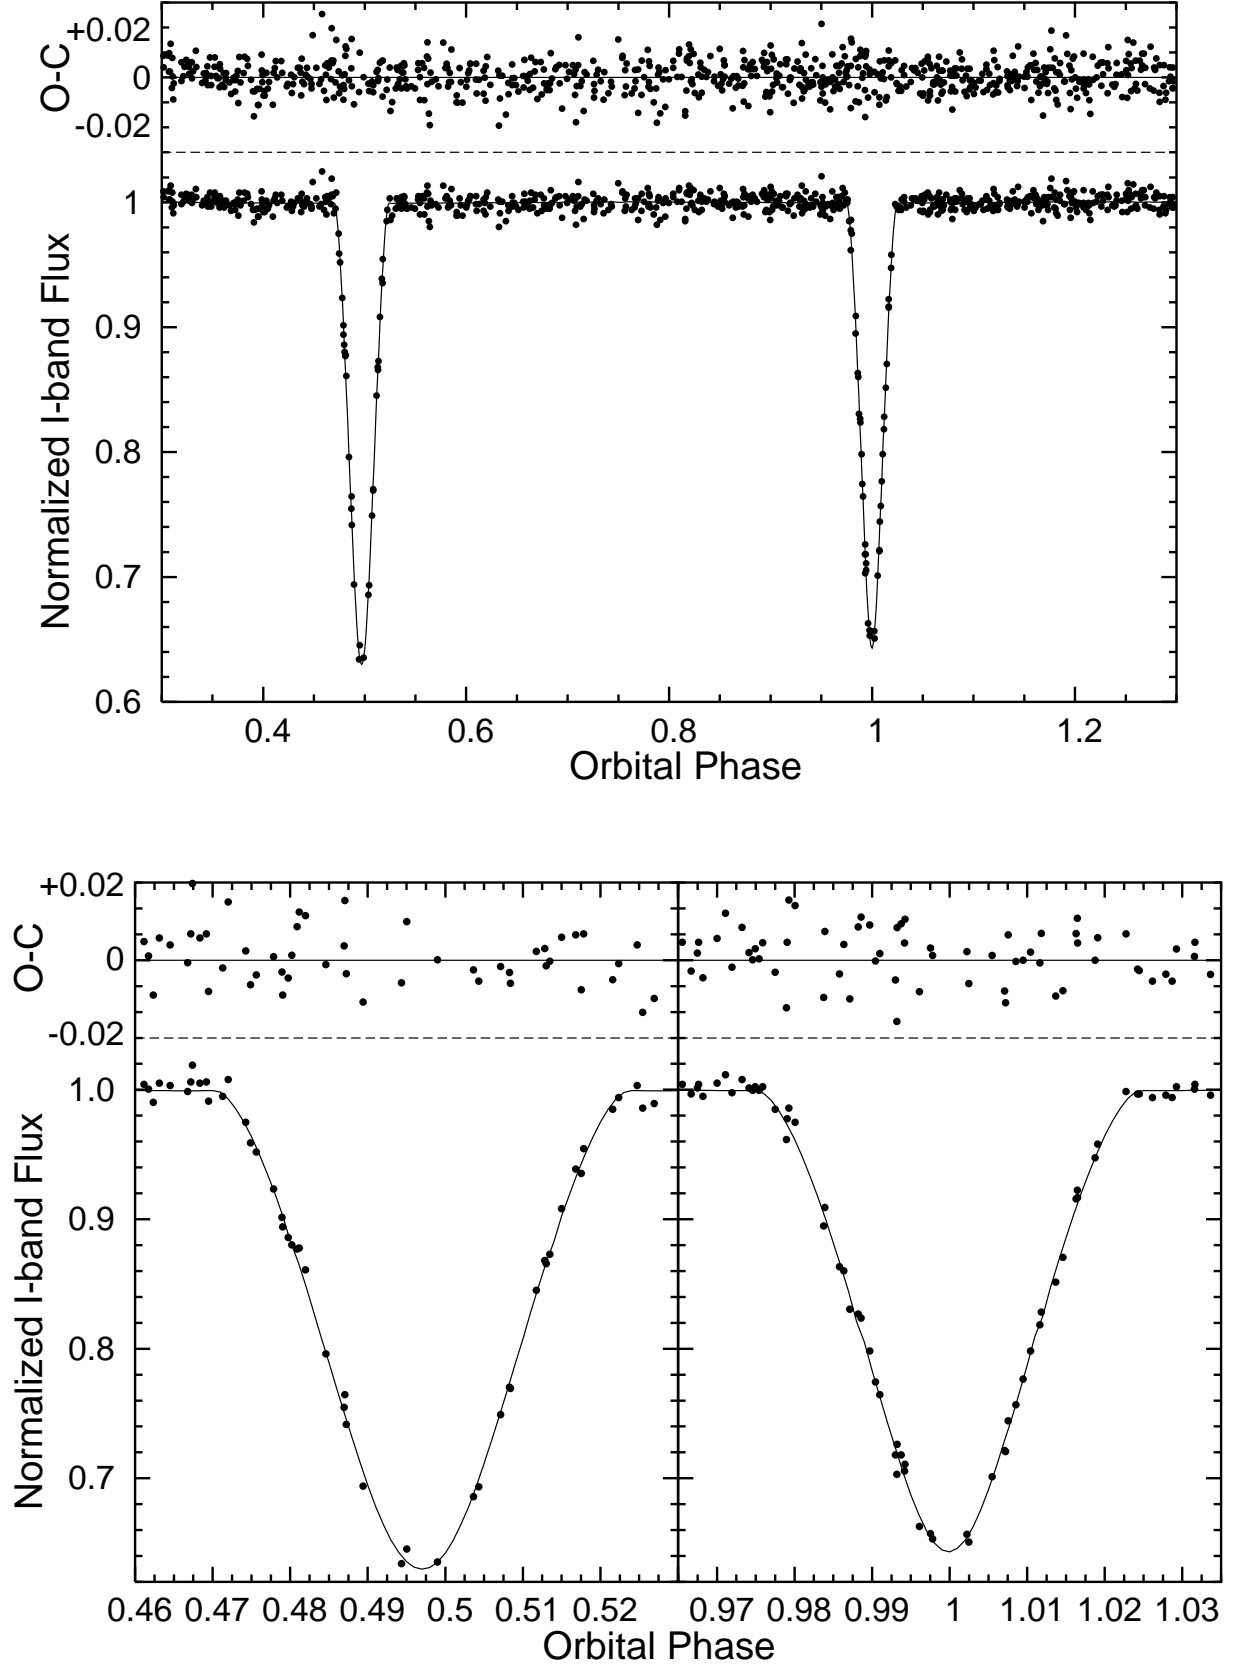 +0.02
0
-0.02
O-C
1
0.9
0.8
0.7
0.6
Normalized I-band Flux
0.4 0.6 0.8 1 1.2
Orbital Phase
+0.02
0
-0.02
O-C
1.0
0.9
0.8
0.7
Normalized I-band Flux
0.46 0.47 0.48 0.49 0.5 0.51 0.52 0.97 0.98 0.99 1 1.01 1.02 1.03
Orbital Phase